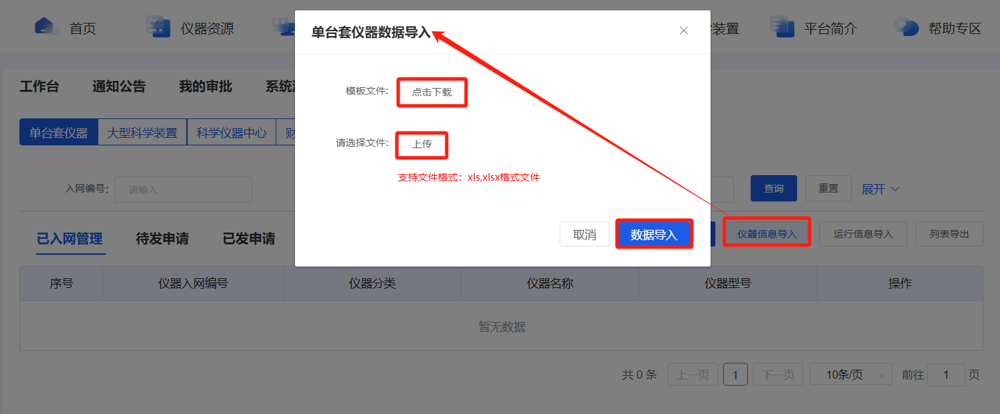 首页
仪器资源
装置
平台简介
帮助专区
单台套仪器数据导入
工作台
通知公告
我的审批
系统
模板文件:
点击下载
单台套仪器
大型科学装置
科学仪器中心
请选择文件:
上传
支持文件格式：xls,xlsx格式文件
入网编号:
请输入
查询
重置
展开
取消
数据导入
已入网管理
待发申请
已发申请
仪器信息导入
运行信息导入
列表导出
序号
仪器入网编号
仪器分类
仪器名称
仪器型号
操作
暂无数据
共 0 条
上一页
1
下一页
10条/页
前往
1
页